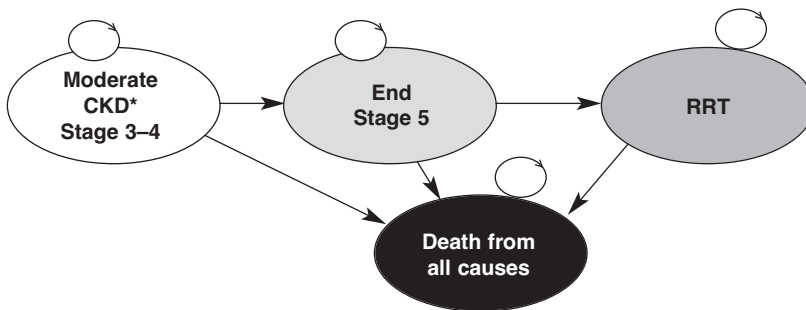 Moderate
CKD*
Stage 3–4
End
Stage 5
RRT
Death from
all causes